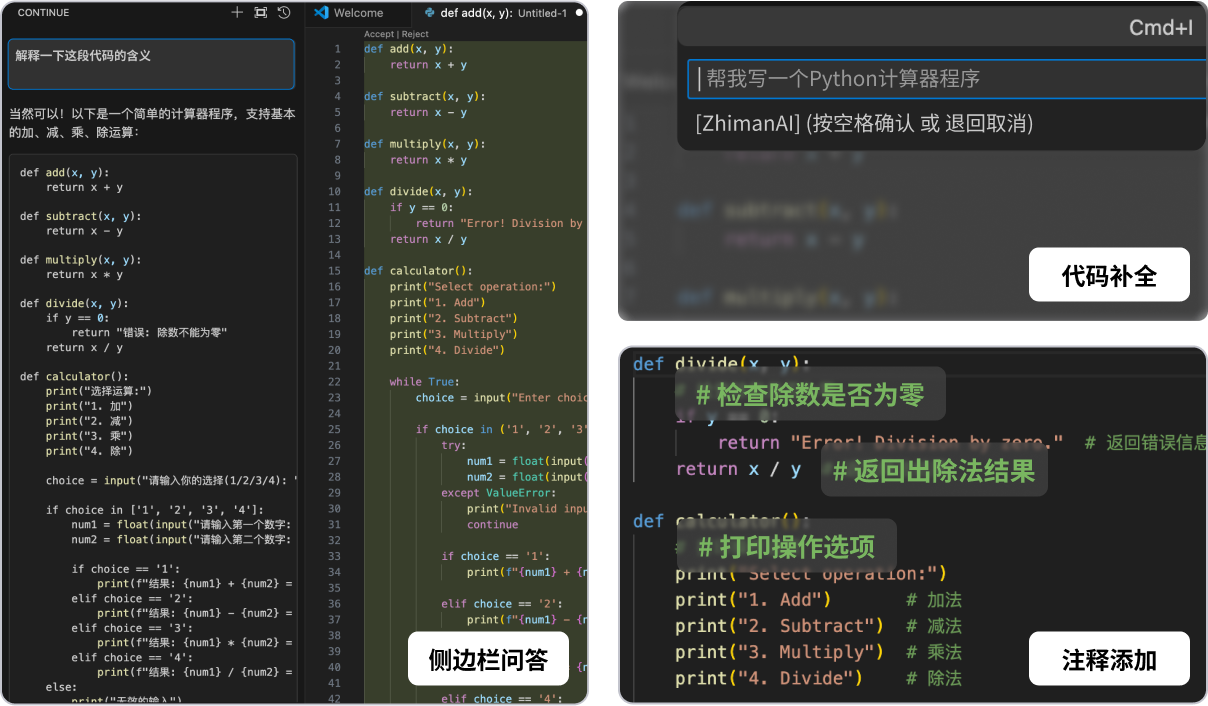 CONTINUE
解释一下这段代码的含义
当然可以！以下是一个简单的计算器程序，支持基本
的加、减、乘、除运算：
def add(x, y):
return x + y
def subtract(x, y):
return x - y
def multiply(x, y):
return x * y
def divide(x, y):
if y == 0:
return "错误: 除数不能为零"
return x / y
def calculator():
print("选择运算:")
print("1. 加")
print("2. 减")
print("3. 乘")
print("4. 除")
choice = input("请输入你的选择(1/2/3/4): '
if choice in ['1', '2', '3', '4']:
num1 = float(input("请输入第一个数字:
num2 = float(input("请输入第二个数字:
if choice == '1':
print(f"结果: {num1} + {num2} =
elif choice == '2':
print(f"结果: {num1} - {num2} =
elif choice == '3':
print(f"结果: {num1} * {num2} =
elif choice == '4':
print(f"结果: {num1} / {num2} =
else:
print("无效的输入")
Welcome
def add(x, y): Untitled-1
Accept | Reject
1 def add(x, y):
2 return x + y
3
4 def subtract(x, y):
5 return x - y
6
7 def multiply(x, y):
8 return x * y
9
10 def divide(x, y):
11 if y == 0:
12 return "Error! Division by
13 return x / y
14
15 def calculator():
16 print("Select operation:")
17 print("1. Add")
18 print("2. Subtract")
19 print("3. Multiply")
20 print("4. Divide")
21
22 while True:
23 choice = input("Enter choic
24
25 if choice in ('1', '2', '3'
26 try:
27 num1 = float(input(
28 num2 = float(input(
29 except ValueError:
30 print("Invalid inpu
31 continue
32
33 if choice == '1':
34 print(f"{num1} + {n
35
36 elif choice == '2':
37 print(f"{num1} - {n
38
39
40
41
42 elif choice == '4':
侧边栏问答
Cmd+I
帮我写一个Python计算器程序
[ZhimanAI] (按空格确认 或 退回取消)
def subtract(x, y):
return x - y
def multiply(x, y):
代码补全
def divide(x, y):
# 检查除数是否为零
if y == 0:
return "Error! Division by zero." # 返回错误信息
return x / y # 返回出除法结果
def calculator():
# 打印操作选项
print("Select operation:")
print("1. Add") # 加法
print("2. Subtract") # 减法
print("3. Multiply") # 乘法
print("4. Divide") # 除法
注释添加